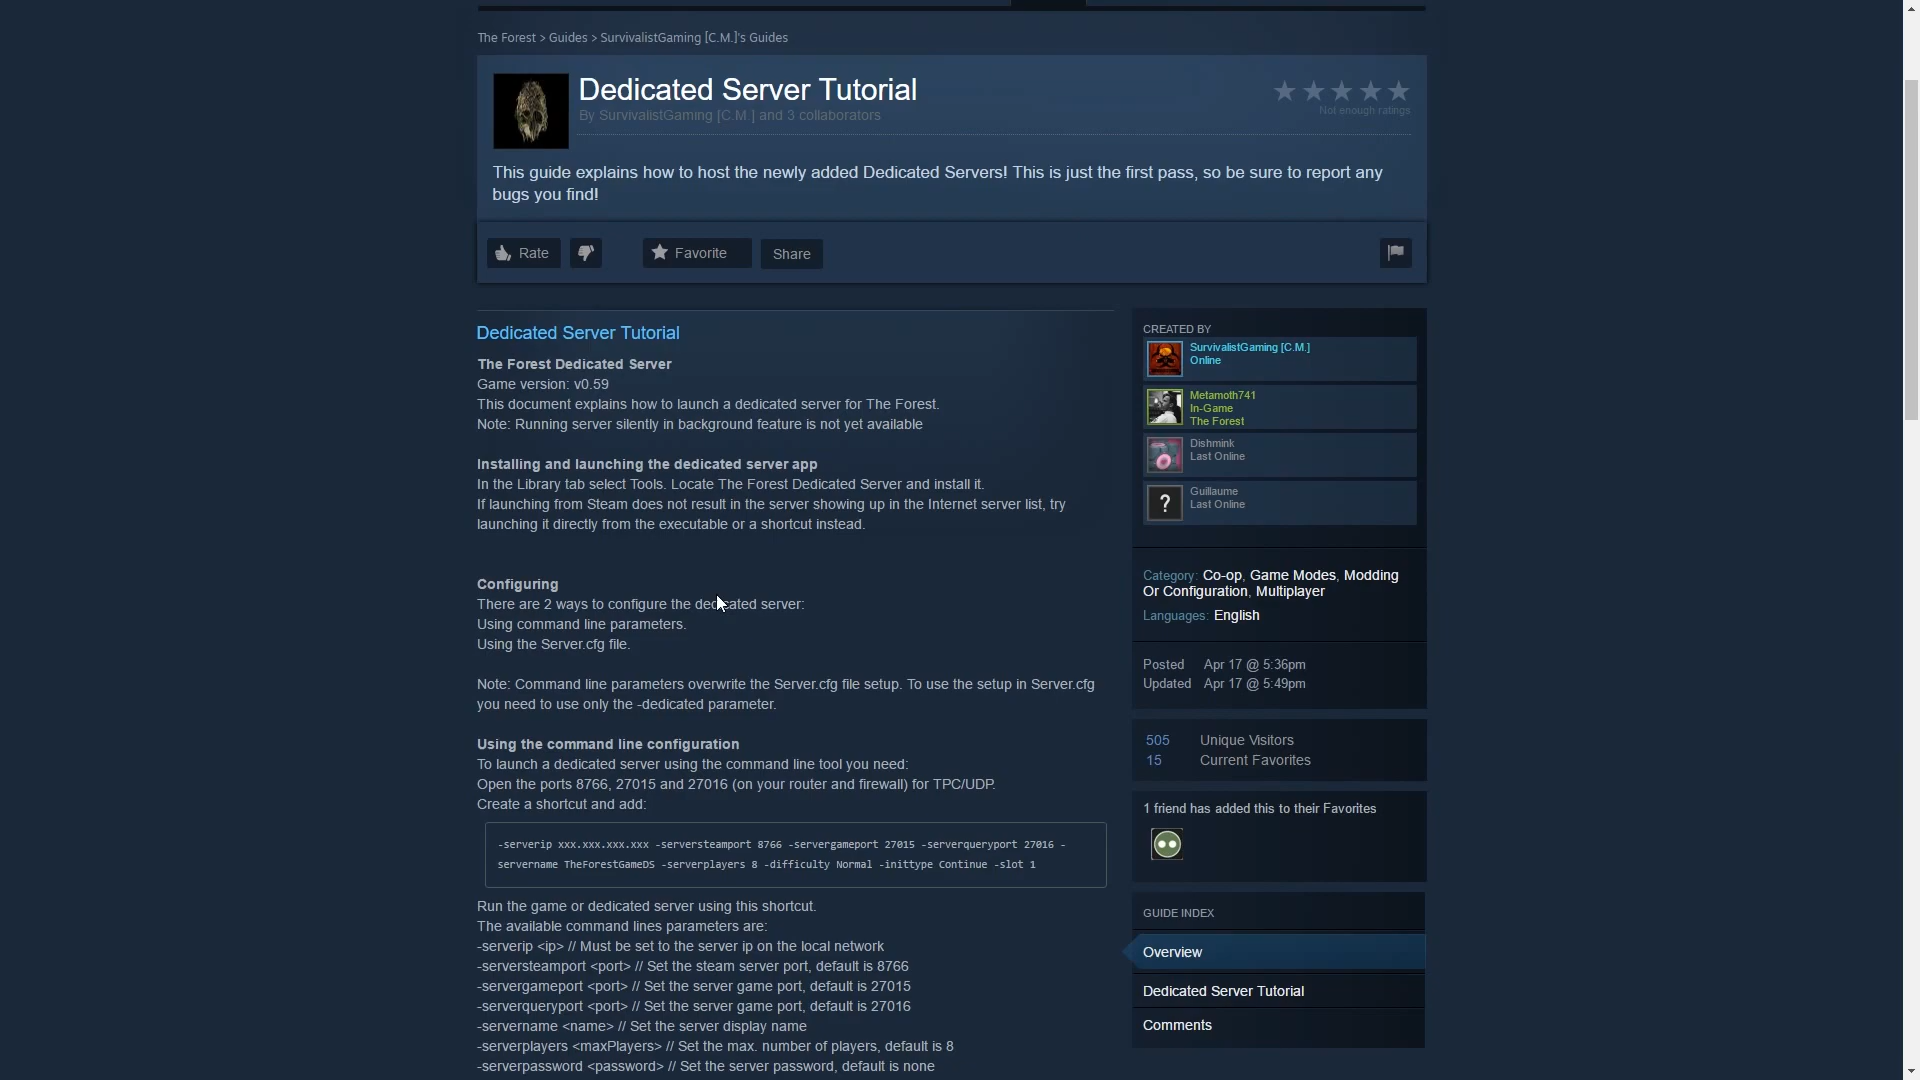 The Forest > Guides > SurvivalistGaming [C.M.]'s Guides
Dedicated Server Tutorial
By SurvivalistGaming [C.M.] and 3 collaborators
Not enough ratings
This guide explains how to host the newly added Dedicated Servers! This is just the first pass, so be sure to report any
bugs you find!
Rate
Favorite
Share
Dedicated Server Tutorial
The Forest Dedicated Server
Game version: v0.59
This document explains how to launch a dedicated server for The Forest.
Note: Running server silently in background feature is not yet available
Installing and launching the dedicated server app
In the Library tab select Tools. Locate The Forest Dedicated Server and install it.
If launching from Steam does not result in the server showing up in the Internet server list, try
launching it directly from the executable or a shortcut instead.
Configuring
There are 2 ways to configure the dedicated server:
Using command line parameters.
Using the Server.cfg file.
Note: Command line parameters overwrite the Server.cfg file setup. To use the setup in Server.cfg
you need to use only the -dedicated parameter.
Using the command line configuration
To launch a dedicated server using the command line tool you need:
Open the ports 8766, 27015 and 27016 (on your router and firewall) for TPC/UDP.
Create a shortcut and add:
-serverip xxx.xxx.xxx.xxx -serversteamport 8766 -servergameport 27015 -serverqueryport 27016 -
servername TheForestGameDS -serverplayers 8 -difficulty Normal -inittype Continue -slot 1
Run the game or dedicated server using this shortcut.
The available command lines parameters are:
-serverip <ip> // Must be set to the server ip on the local network
-serversteamport <port> // Set the steam server port, default is 8766
-servergameport <port> // Set the server game port, default is 27015
-serverqueryport <port> // Set the server game port, default is 27016
-servername <name> // Set the server display name
-serverplayers <maxPlayers> // Set the max. number of players, default is 8
-serverpassword <password> // Set the server password, default is none
CREATED BY
SurvivalistGaming [C.M.]
Online
Metamoth741
In-Game
The Forest
Dishmink
Last Online
?
Guillaume
Last Online
Category: Co-op, Game Modes, Modding
Or Configuration, Multiplayer
Languages: English
Posted Apr 17 @ 5:36pm
Updated Apr 17 @ 5:49pm
505 Unique Visitors
15 Current Favorites
1 friend has added this to their Favorites
GUIDE INDEX
Overview
Dedicated Server Tutorial
Comments